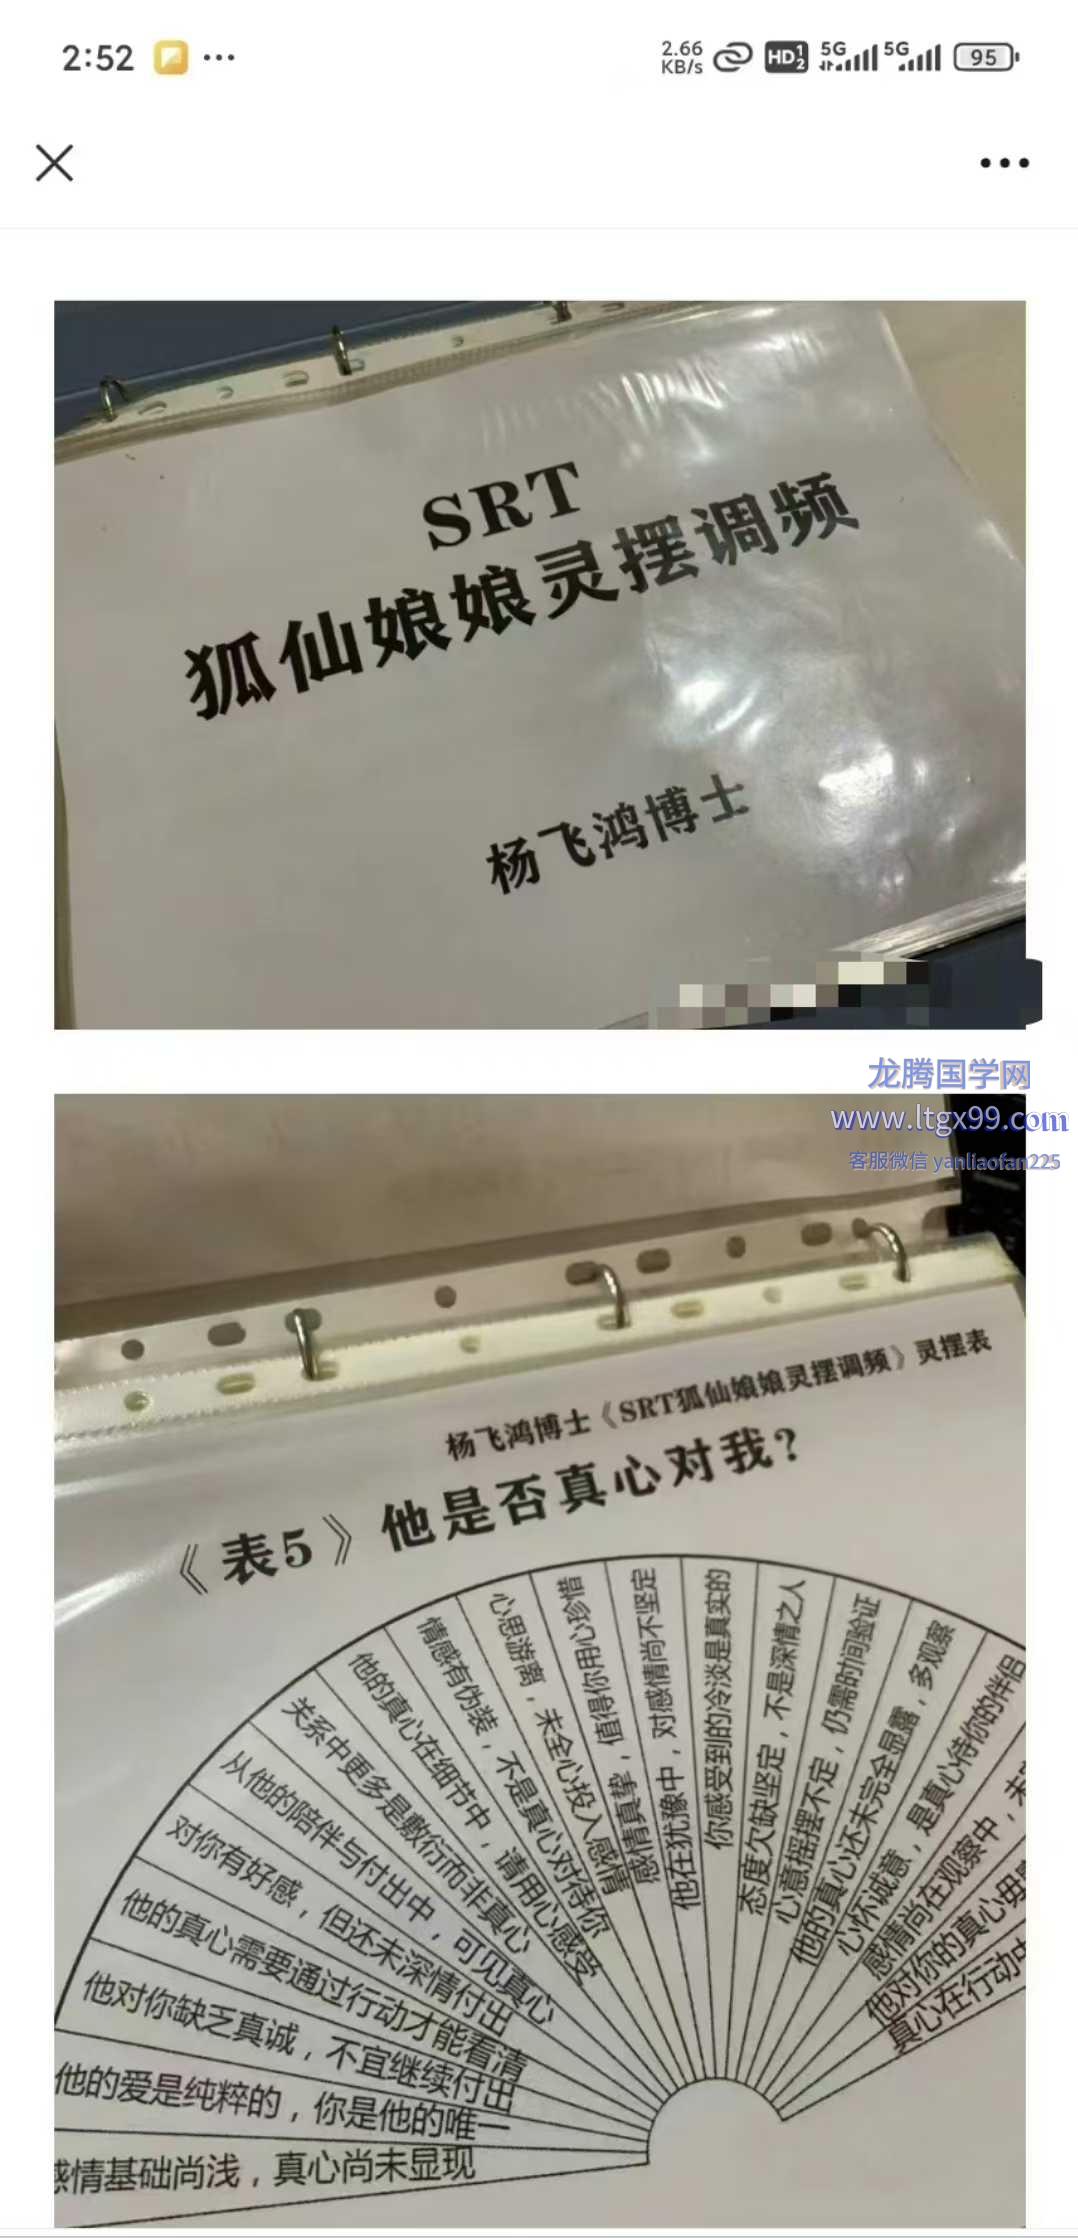 2:52
2.66 KB/s
HD 1 2
5G
5G
95
SRT
狐仙娘娘灵摆调频
杨飞鸿博士
龙腾国学网
www.ltgx99.com
客服微信 yanliaofan225
杨飞鸿博士《SRT狐仙娘娘灵摆调频》灵摆表
《表5》他是否真心对我?
感情基础尚浅，真心尚未显现
他的爱是纯粹的，你是他的唯一
他对你缺乏真诚，不宜继续付出
他的真心需要通过行动才能看清
对你有好感，但还未深情付出
从他的陪伴与付出中，可见真心
关系中更多是敷衍而非真心
他的真心在细节中，请用心感受
情感有伪装，不是真心对待你
心思游离，未全心投入感情
感情真挚，值得你用心珍惜
他在犹豫中，对感情尚不坚定
你感受到的冷淡是真实的
态度欠缺坚定，不是深情之人
心意摇摆不定，仍需时间验证
他的真心还未完全显露，多观察
心怀诚意，是真心待你的伴侣
感情尚在观察中，未
他对你的真心毋
真心在行动中